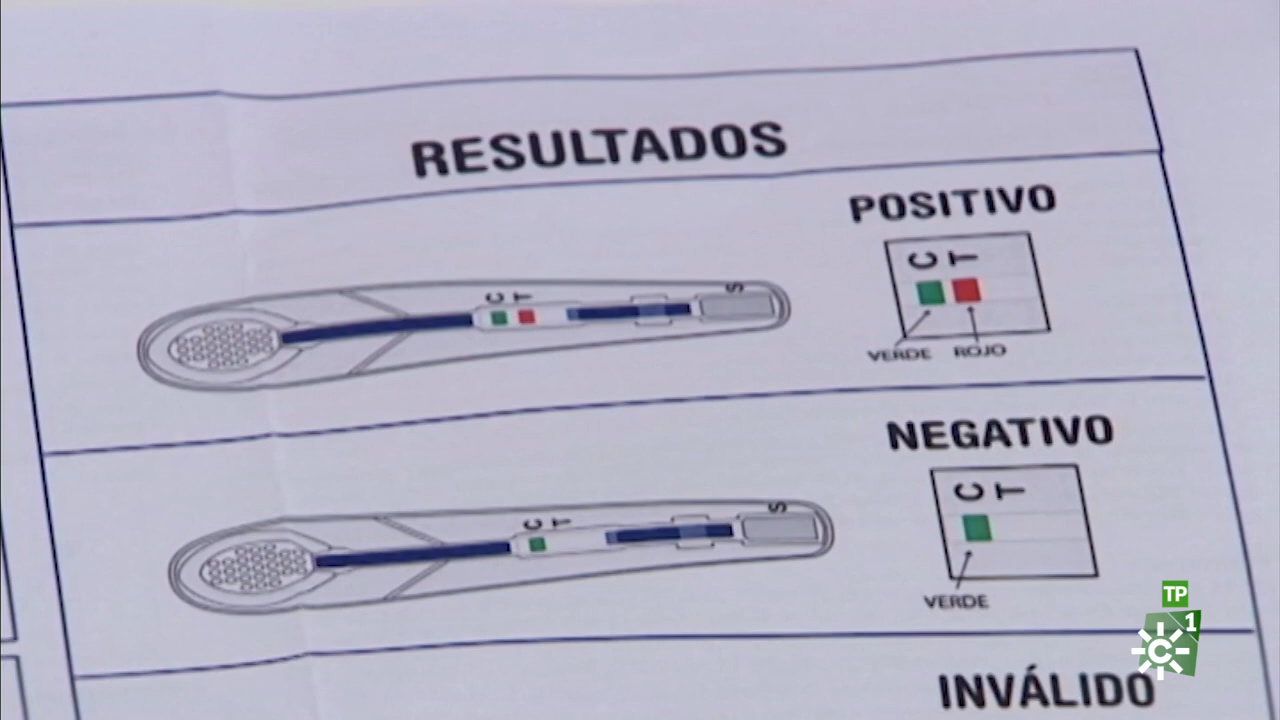 RESULTADOS
POSITIVO
C T
C T
S
VERDE ROJO
NEGATIVO
C T
C T
S
VERDE
INVÁLIDO
TP
1